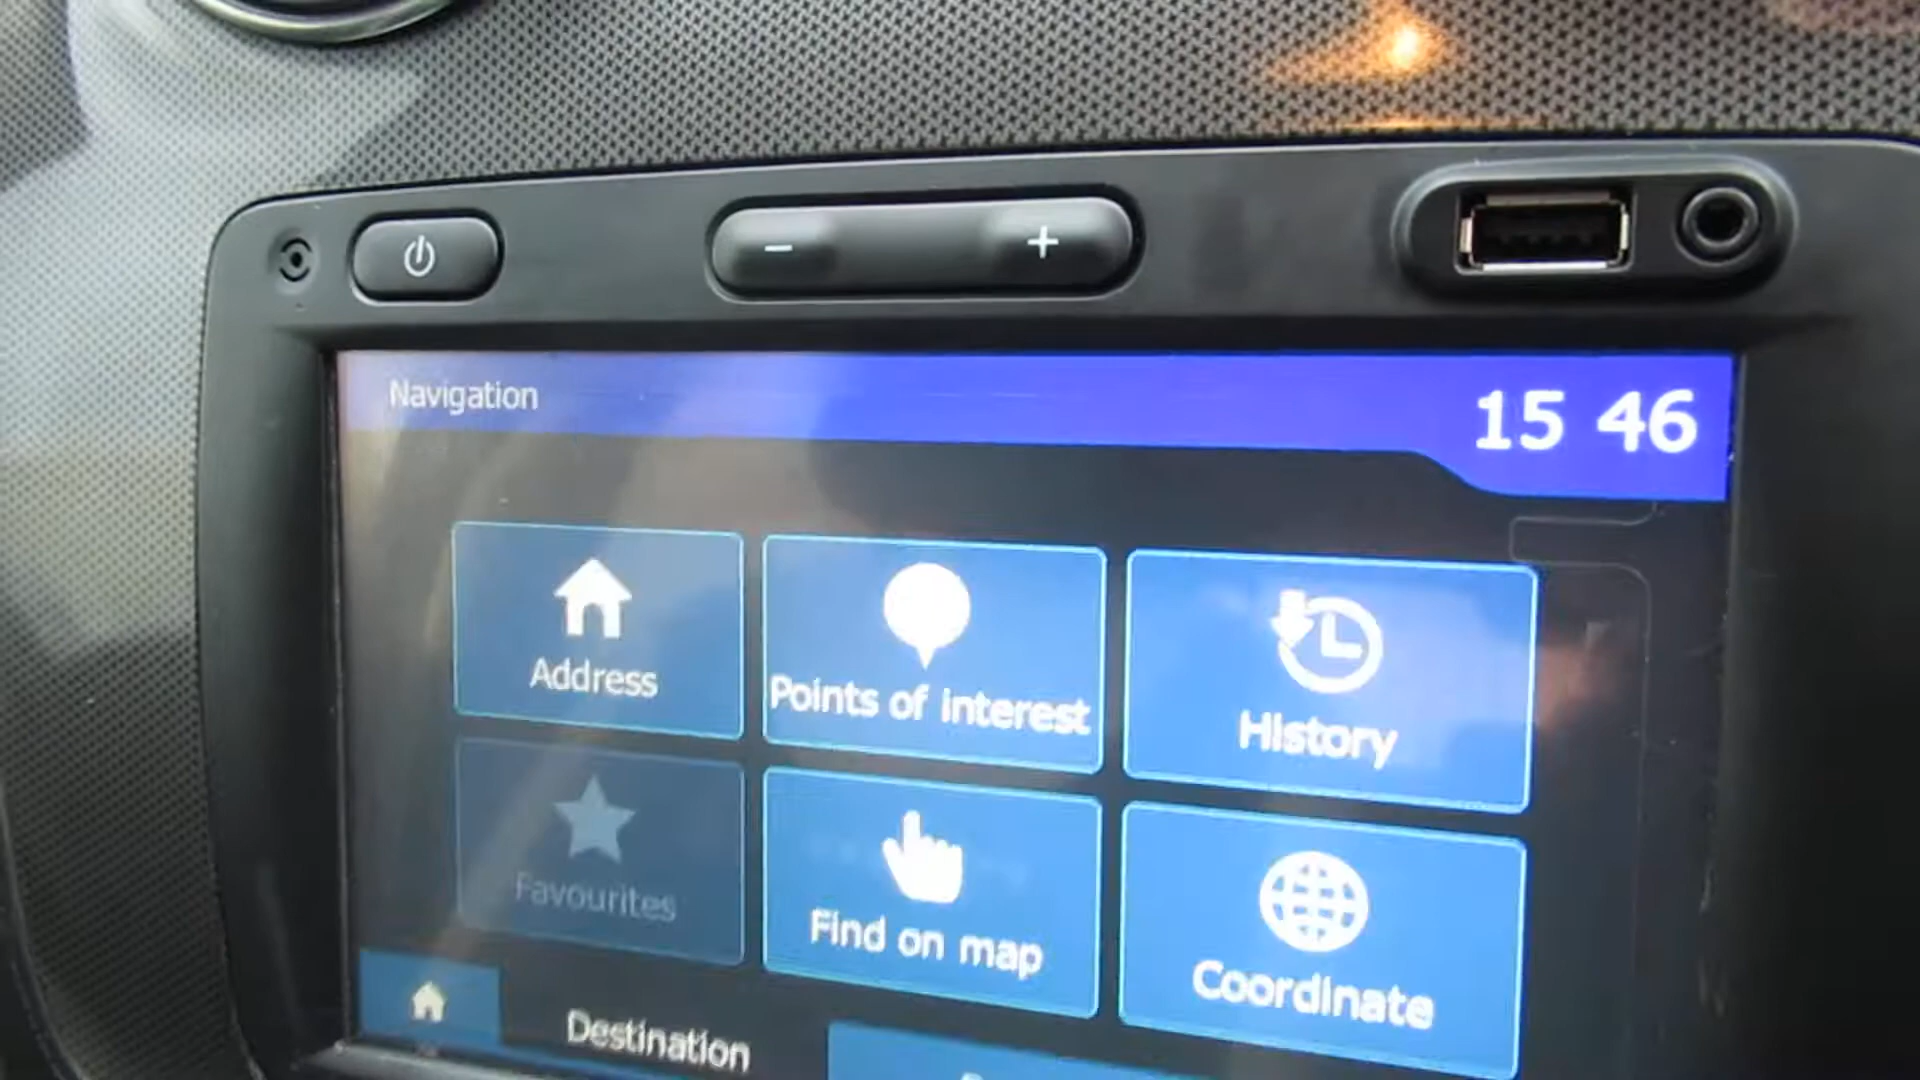 Navigation
15 46
Address
Points of interest
History
Favourites
Find on map
Coordinate
Destination